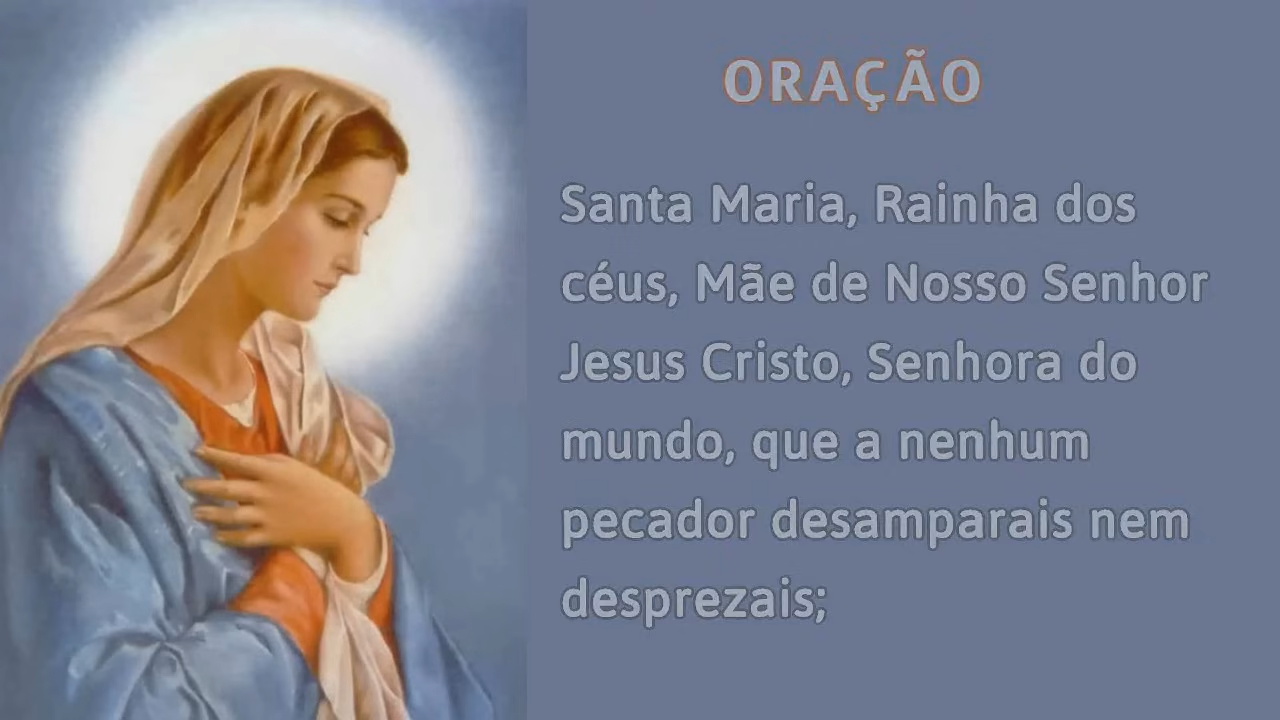 ORAÇÃO
Santa Maria, Rainha dos
céus, Mãe de Nosso Senhor
Jesus Cristo, Senhora do
mundo, que a nenhum
pecador desamparais nem
desprezais;